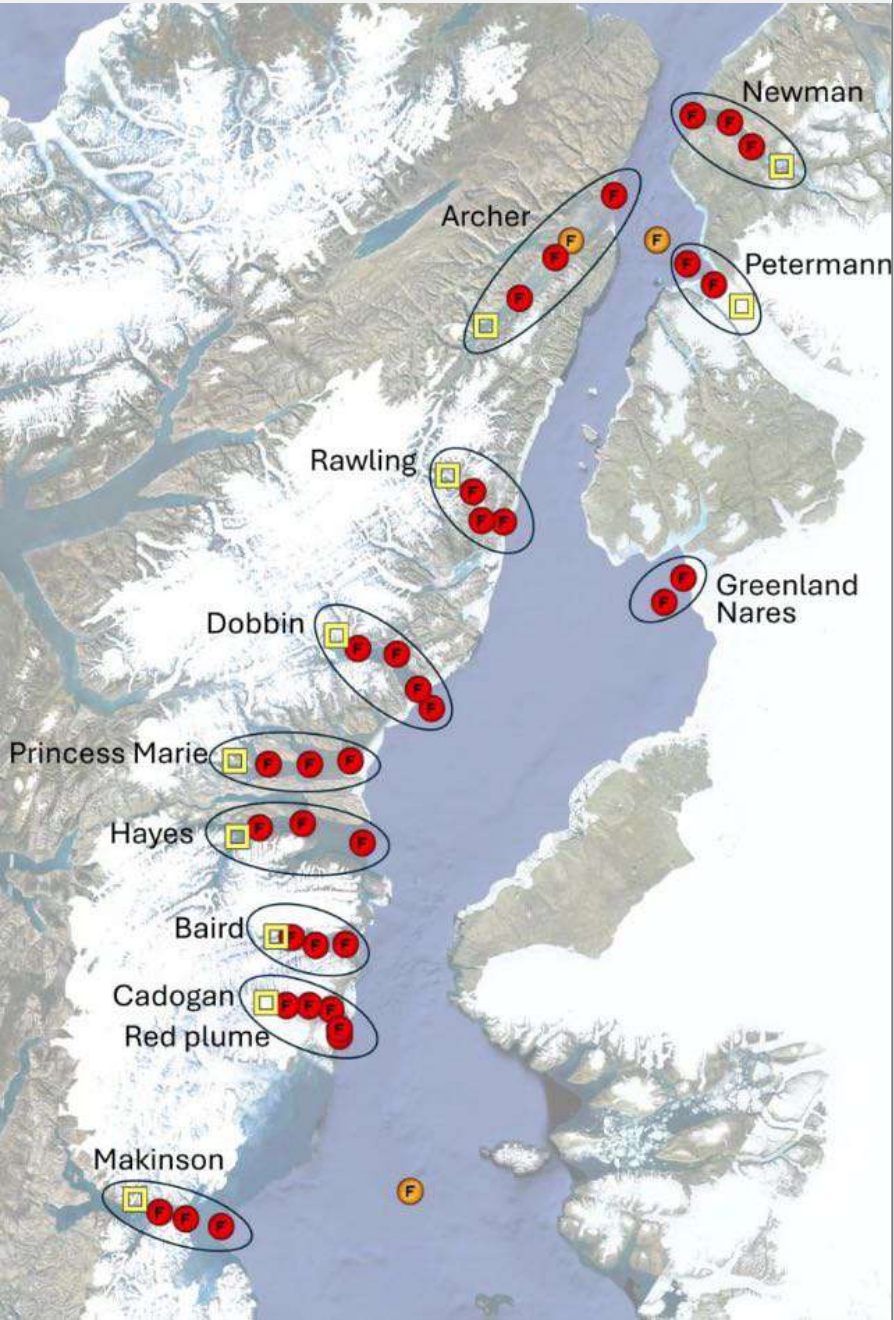 Newman
F
F
F
Archer
F
F
F
F
F
Petermann
F
F
Rawling
F
F
F
Greenland
Nares
F
F
Dobbin
F
F
F
F
Princess Marie
F
F
F
Hayes
F
F
F
Baird
F
F
F
Cadogan
F
F
F
Red plume
F
Makinson
F
F
F
F